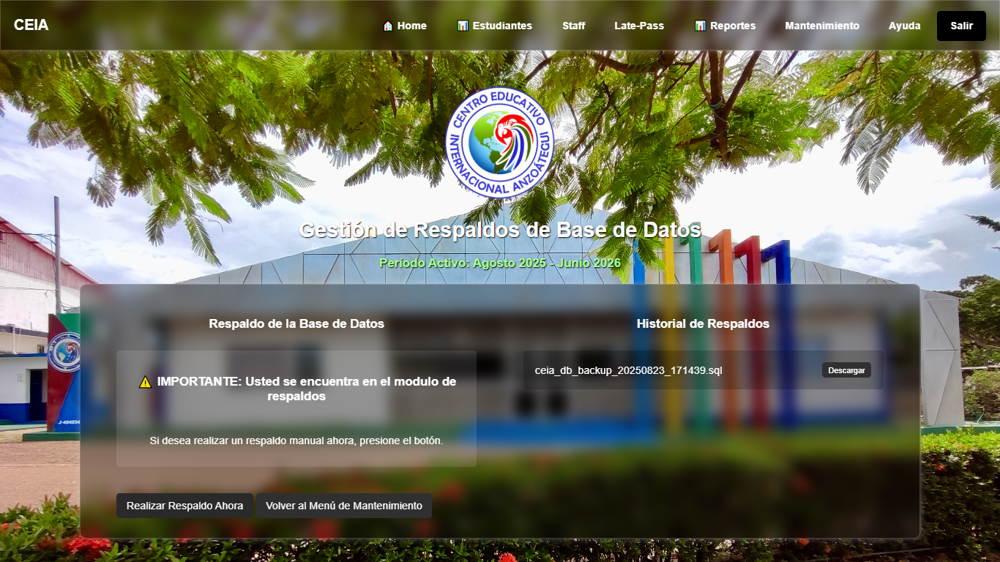 CEIA
🏠 Home
📊 Estudiantes
Staff
Late-Pass
📊 Reportes
Mantenimiento
Ayuda
Salir
CENTRO EDUCATIVO
INTERNACIONAL ANZOÁTEGUI
Gestión de Respaldos de Base de Datos
Período Activo: Agosto 2025 - Junio 2026
Respaldo de la Base de Datos
⚠️ IMPORTANTE: Usted se encuentra en el modulo de
respaldos
Si desea realizar un respaldo manual ahora, presione el botón.
Realizar Respaldo Ahora
Volver al Menú de Mantenimiento
Historial de Respaldos
ceia_db_backup_20250823_171439.sql
Descargar